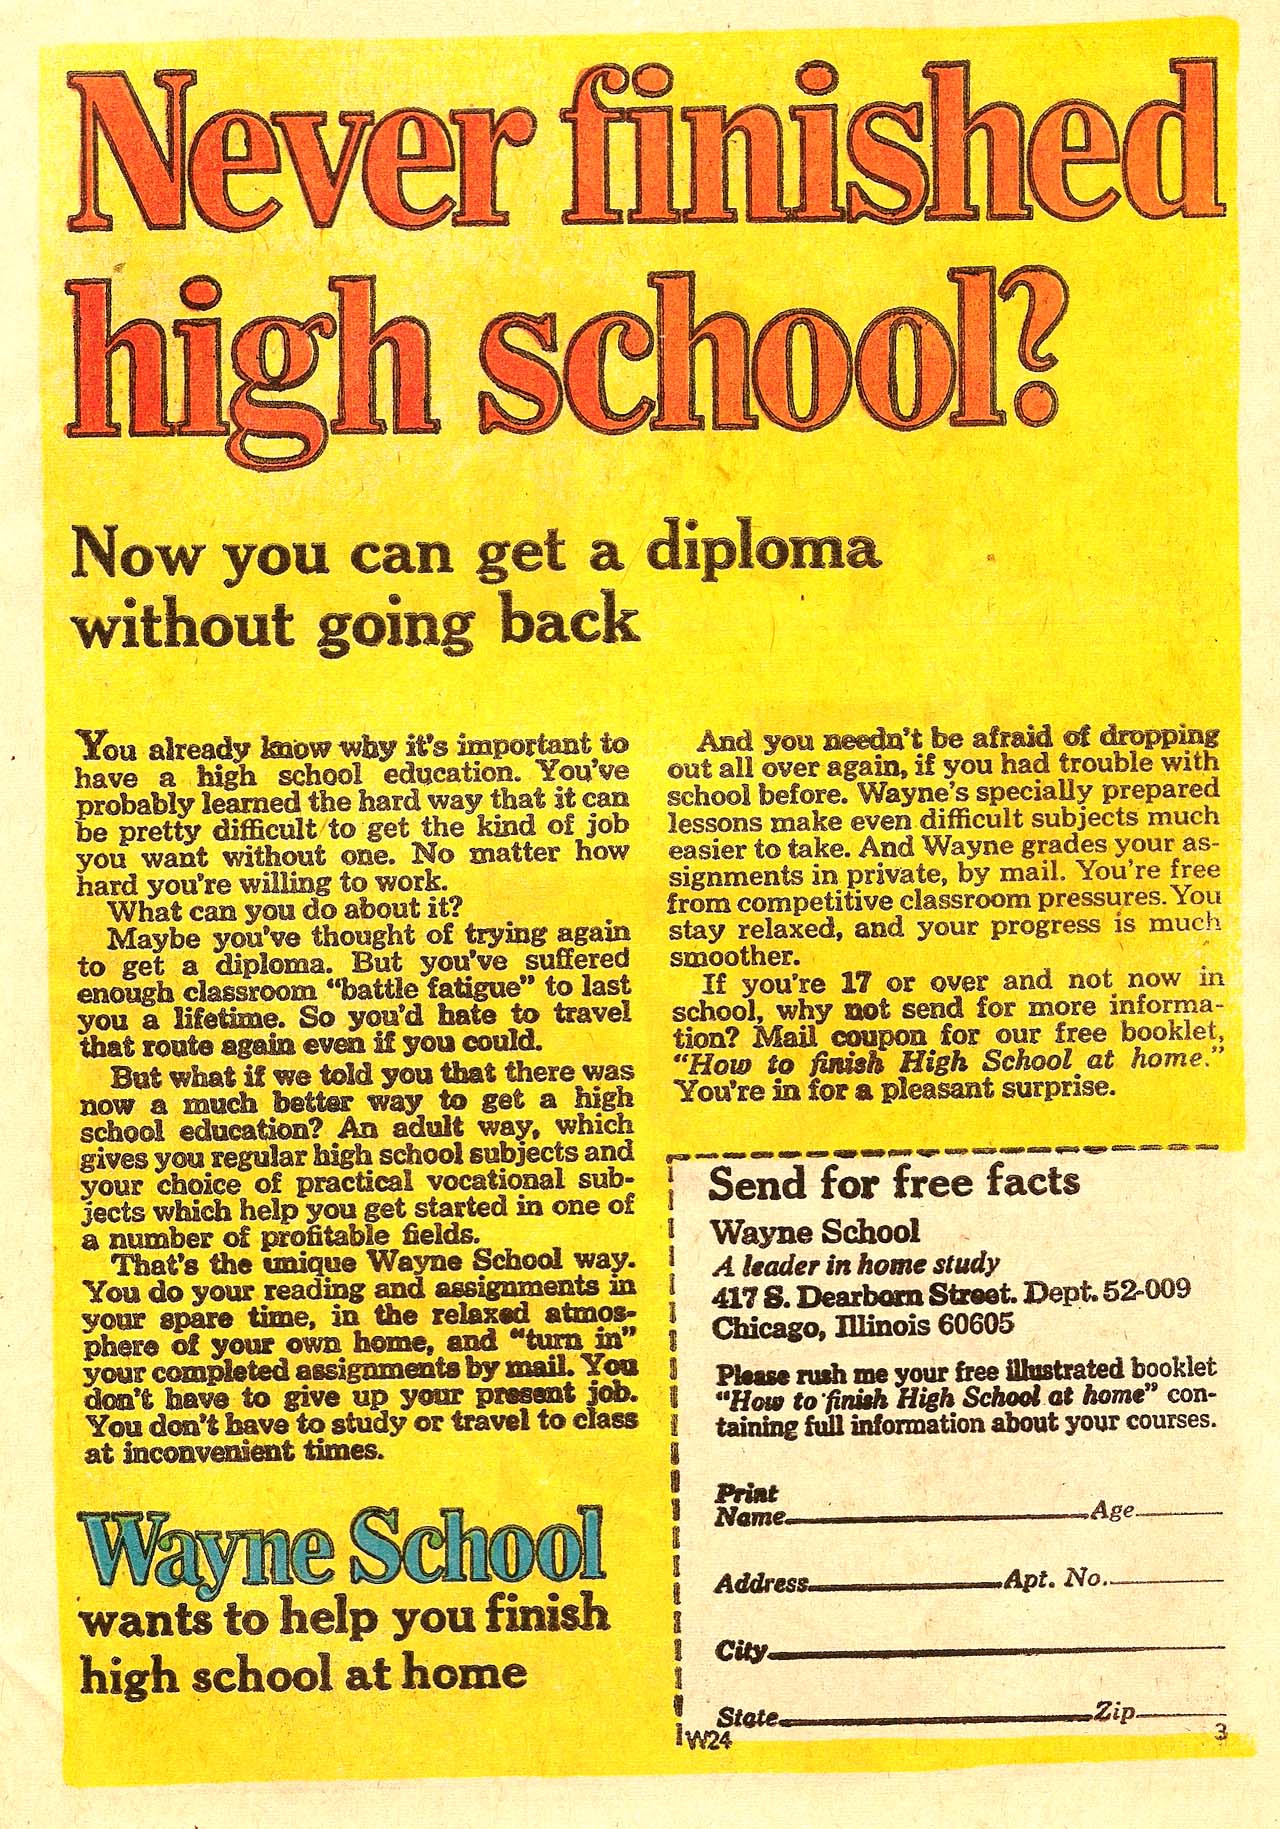 Never finished
high school?
Now you can get a diploma
without going back
You already know why it's important to
have a high school education. You've
probably learned the hard way that it can
be pretty difficult to get the kind of job
you want without one. No matter how
hard you're willing to work.
What can you do about it?
Maybe you've thought of trying again
to get a diploma. But you've suffered
enough classroom "battle fatigue" to last
you a lifetime. So you'd hate to travel
that route again even if you could.
But what if we told you that there was
now a much better way to get a high
school education? An adult way, which
gives you regular high school subjects and
your choice of practical vocational sub-
jects which help you get started in one of
a number of profitable fields.
That's the unique Wayne School way.
You do your reading and assignments in
your spare time, in the relaxed atmos-
phere of your own home, and "turn in"
your completed assignments by mail. You
don't have to give up your present job.
You don't have to study or travel to class
at inconvenient times.
Wayne School
wants to help you finish
high school at home
And you needn't be afraid of dropping
out all over again, if you had trouble with
school before. Wayne's specially prepared
lessons make even difficult subjects much
easier to take. And Wayne grades your as-
signments in private, by mail. You're free
from competitive classroom pressures. You
stay relaxed, and your progress is much
smoother.
If you're 17 or over and not now in
school, why not send for more informa-
tion? Mail coupon for our free booklet,
"How to finish High School at home."
You're in for a pleasant surprise.
Send for free facts
Wayne School
A leader in home study
417 S. Dearborn Street. Dept. 52-009
Chicago, Illinois 60605
Please rush me your free illustrated booklet
"How to finish High School at home" con-
taining full information about your courses.
Print
Name Age
Address Apt. No.
City
State Zip
W24 3